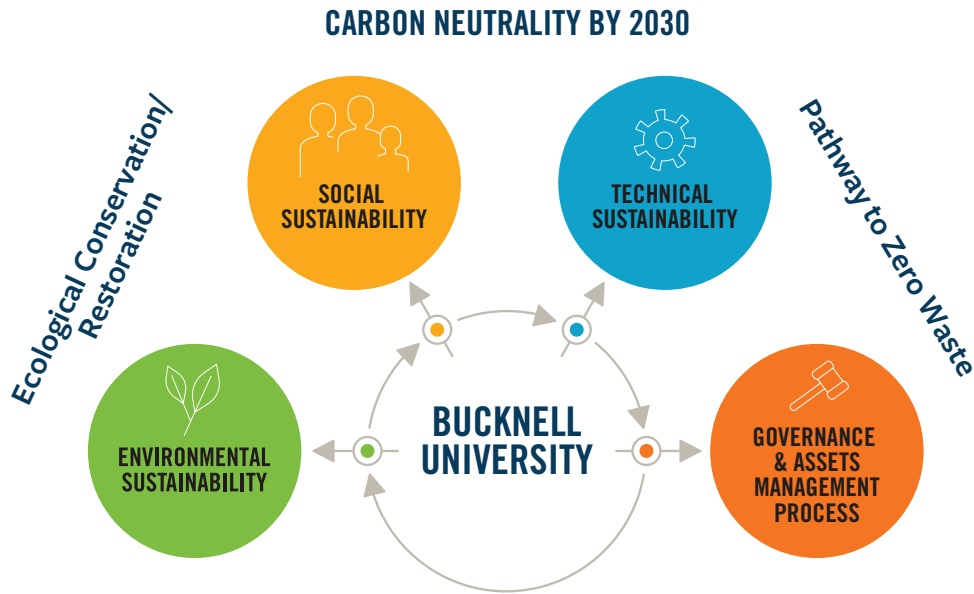 CARBON NEUTRALITY BY 2030
Ecological Conservation/
Restoration
Pathway to Zero Waste
SOCIAL
SUSTAINABILITY
TECHNICAL
SUSTAINABILITY
ENVIRONMENTAL
SUSTAINABILITY
BUCKNELL
UNIVERSITY
GOVERNANCE
& ASSETS
MANAGEMENT
PROCESS